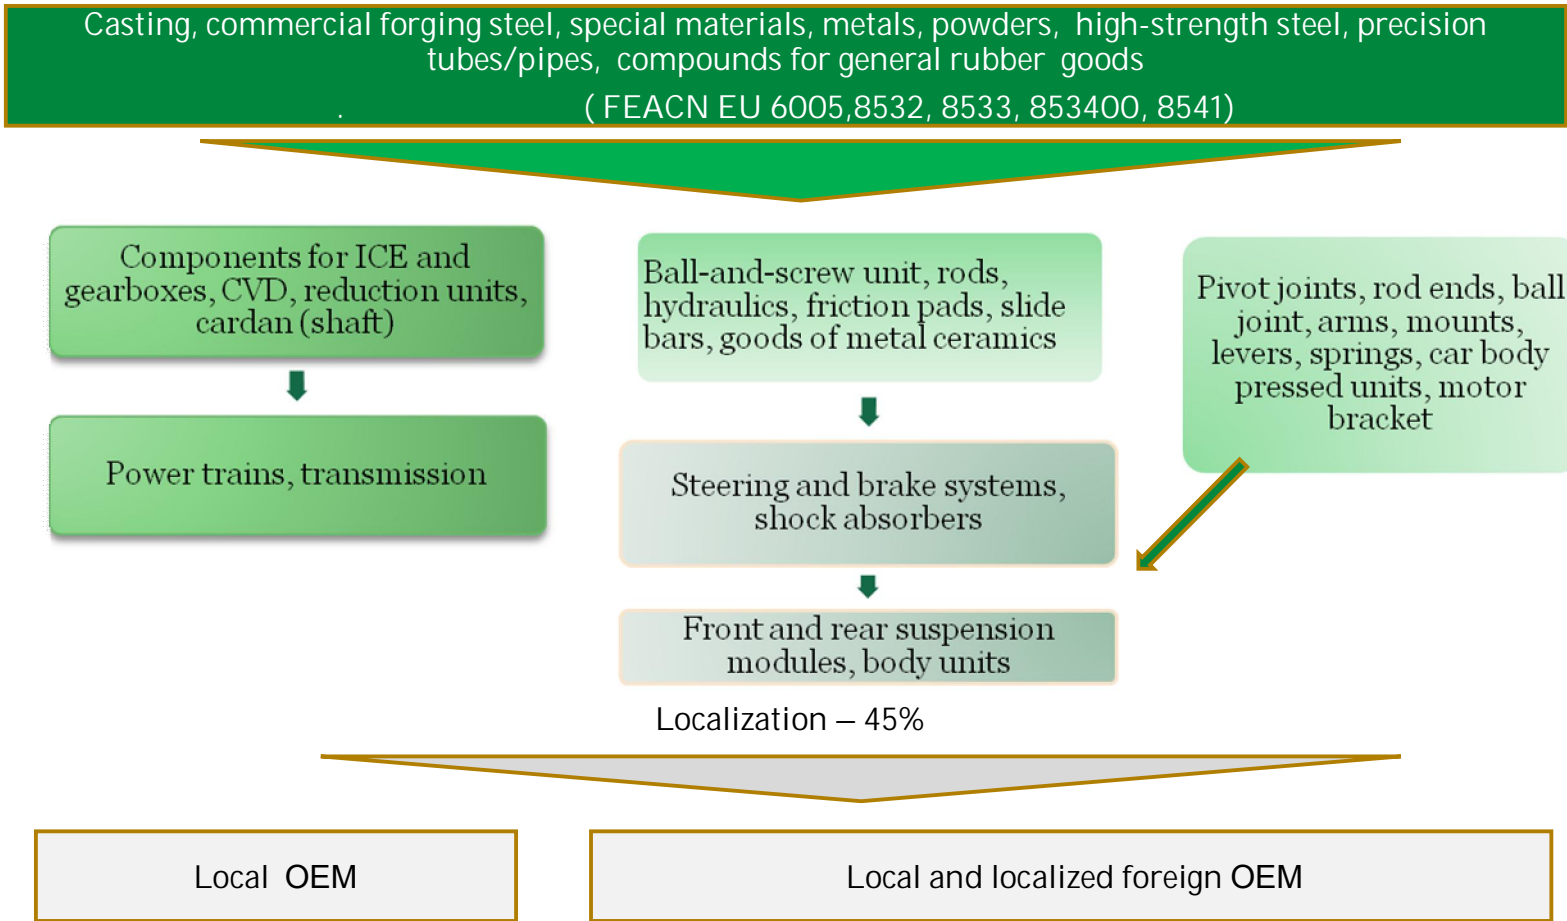 Casting, commercial forging steel, special materials, metals, powders, high-strength steel, precision
tubes/pipes, compounds for general rubber goods
. ( FEACN EU 6005,8532, 8533, 853400, 8541)
Components for ICE and
gearboxes, CVD, reduction units,
cardan (shaft)
Power trains, transmission
Ball-and-screw unit, rods,
hydraulics, friction pads, slide
bars, goods of metal ceramics
Steering and brake systems,
shock absorbers
Front and rear suspension
modules, body units
Pivot joints, rod ends, ball
joint, arms, mounts,
levers, springs, car body
pressed units, motor
bracket
Localization – 45%
Local OEM
Local and localized foreign OEM